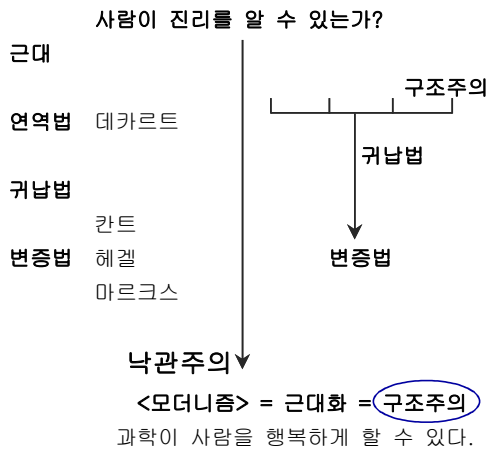 사람이 진리를 알 수 있는가?
근대
구조주의
연역법 데카르트
귀납법
귀납법
칸트
변증법 헤겔
변증법
마르크스
낙관주의
<모더니즘> = 근대화 = 구조주의
과학이 사람을 행복하게 할 수 있다.